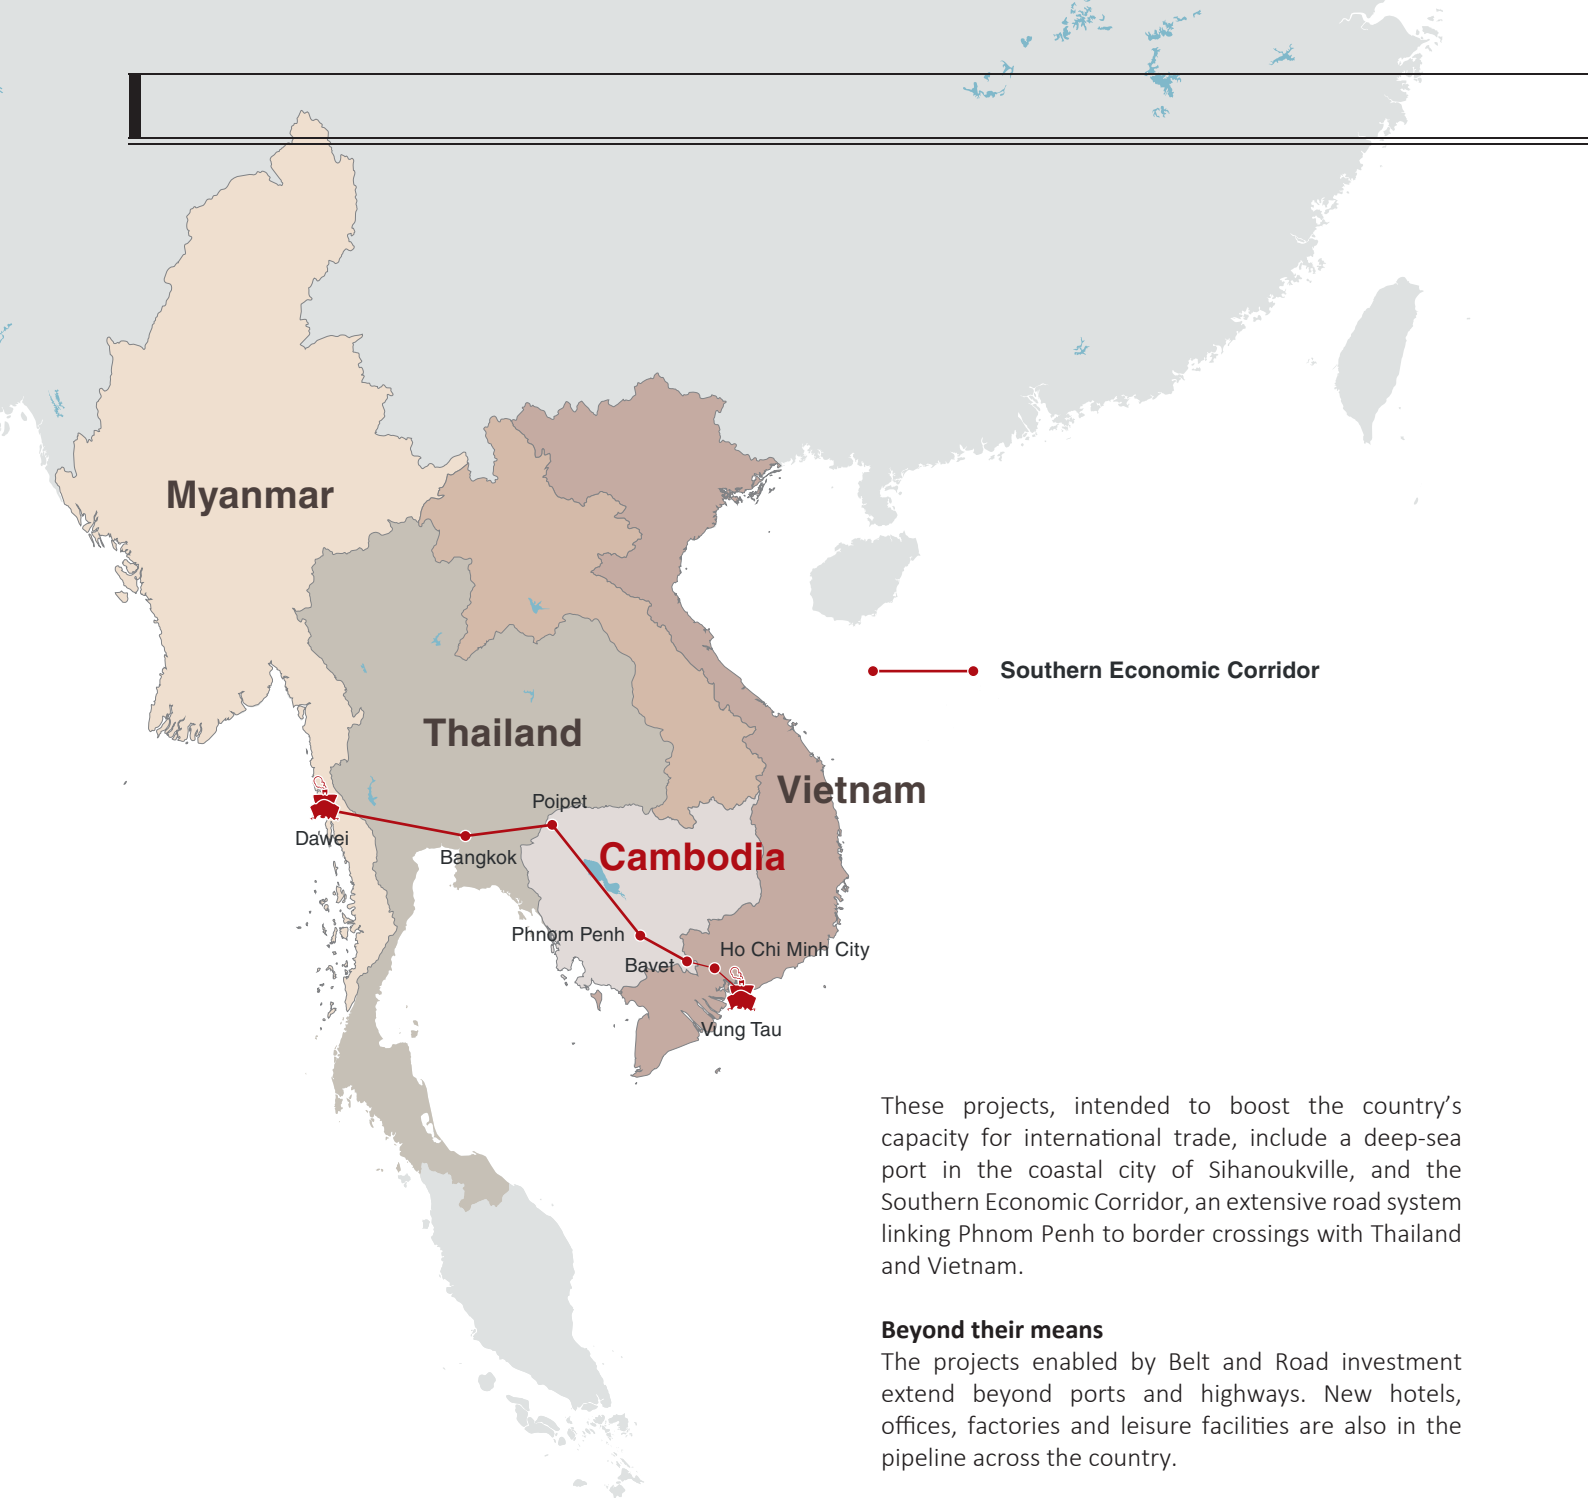 Myanmar
Southern Economic Corridor
Thailand
Vietnam
Poipet
Dawei
Bangkok
Cambodia
Phnom Penh
Ho Chi Minh City
Bavet
Vung Tau
These projects, intended to boost the country’s
capacity for international trade, include a deep-sea
port in the coastal city of Sihanoukville, and the
Southern Economic Corridor, an extensive road system
linking Phnom Penh to border crossings with Thailand
and Vietnam.
Beyond their means
The projects enabled by Belt and Road investment
extend beyond ports and highways. New hotels,
offices, factories and leisure facilities are also in the
pipeline across the country.